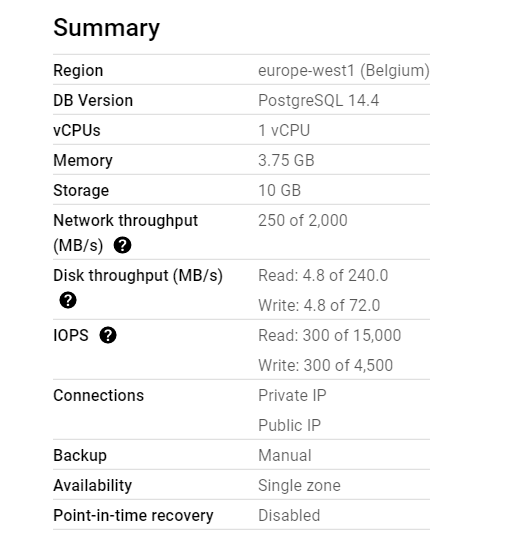 Summary
Region europe-west1 (Belgium)
DB Version PostgreSQL 14.4
vCPUs 1 vCPU
Memory 3.75 GB
Storage 10 GB
Network throughput 250 of 2,000
(MB/s) ?
Disk throughput (MB/s) Read: 4.8 of 240.0
? Write: 4.8 of 72.0
IOPS ? Read: 300 of 15,000
Write: 300 of 4,500
Connections Private IP
Public IP
Backup Manual
Availability Single zone
Point-in-time recovery Disabled